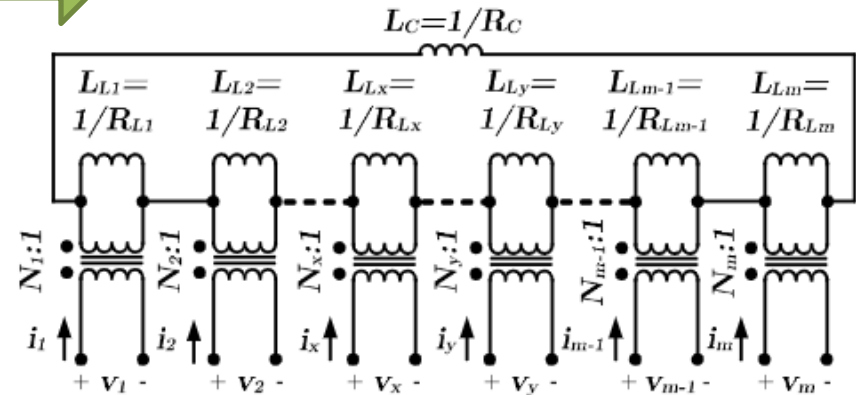 L_C=1/R_C
L_L1= L_L2= L_Lx= L_Ly= L_Lm-1= L_Lm=
1/R_L1 1/R_L2 1/R_Lx 1/R_Ly 1/R_Lm-1 1/R_Lm
N_1:1 N_2:1 N_x:1 N_y:1 N_m-1:1 N_m:1
i_1 i_2 i_x i_y i_m-1 i_m
+ v_1 - + v_2 - + v_x - + v_y - + v_m-1 - + v_m -